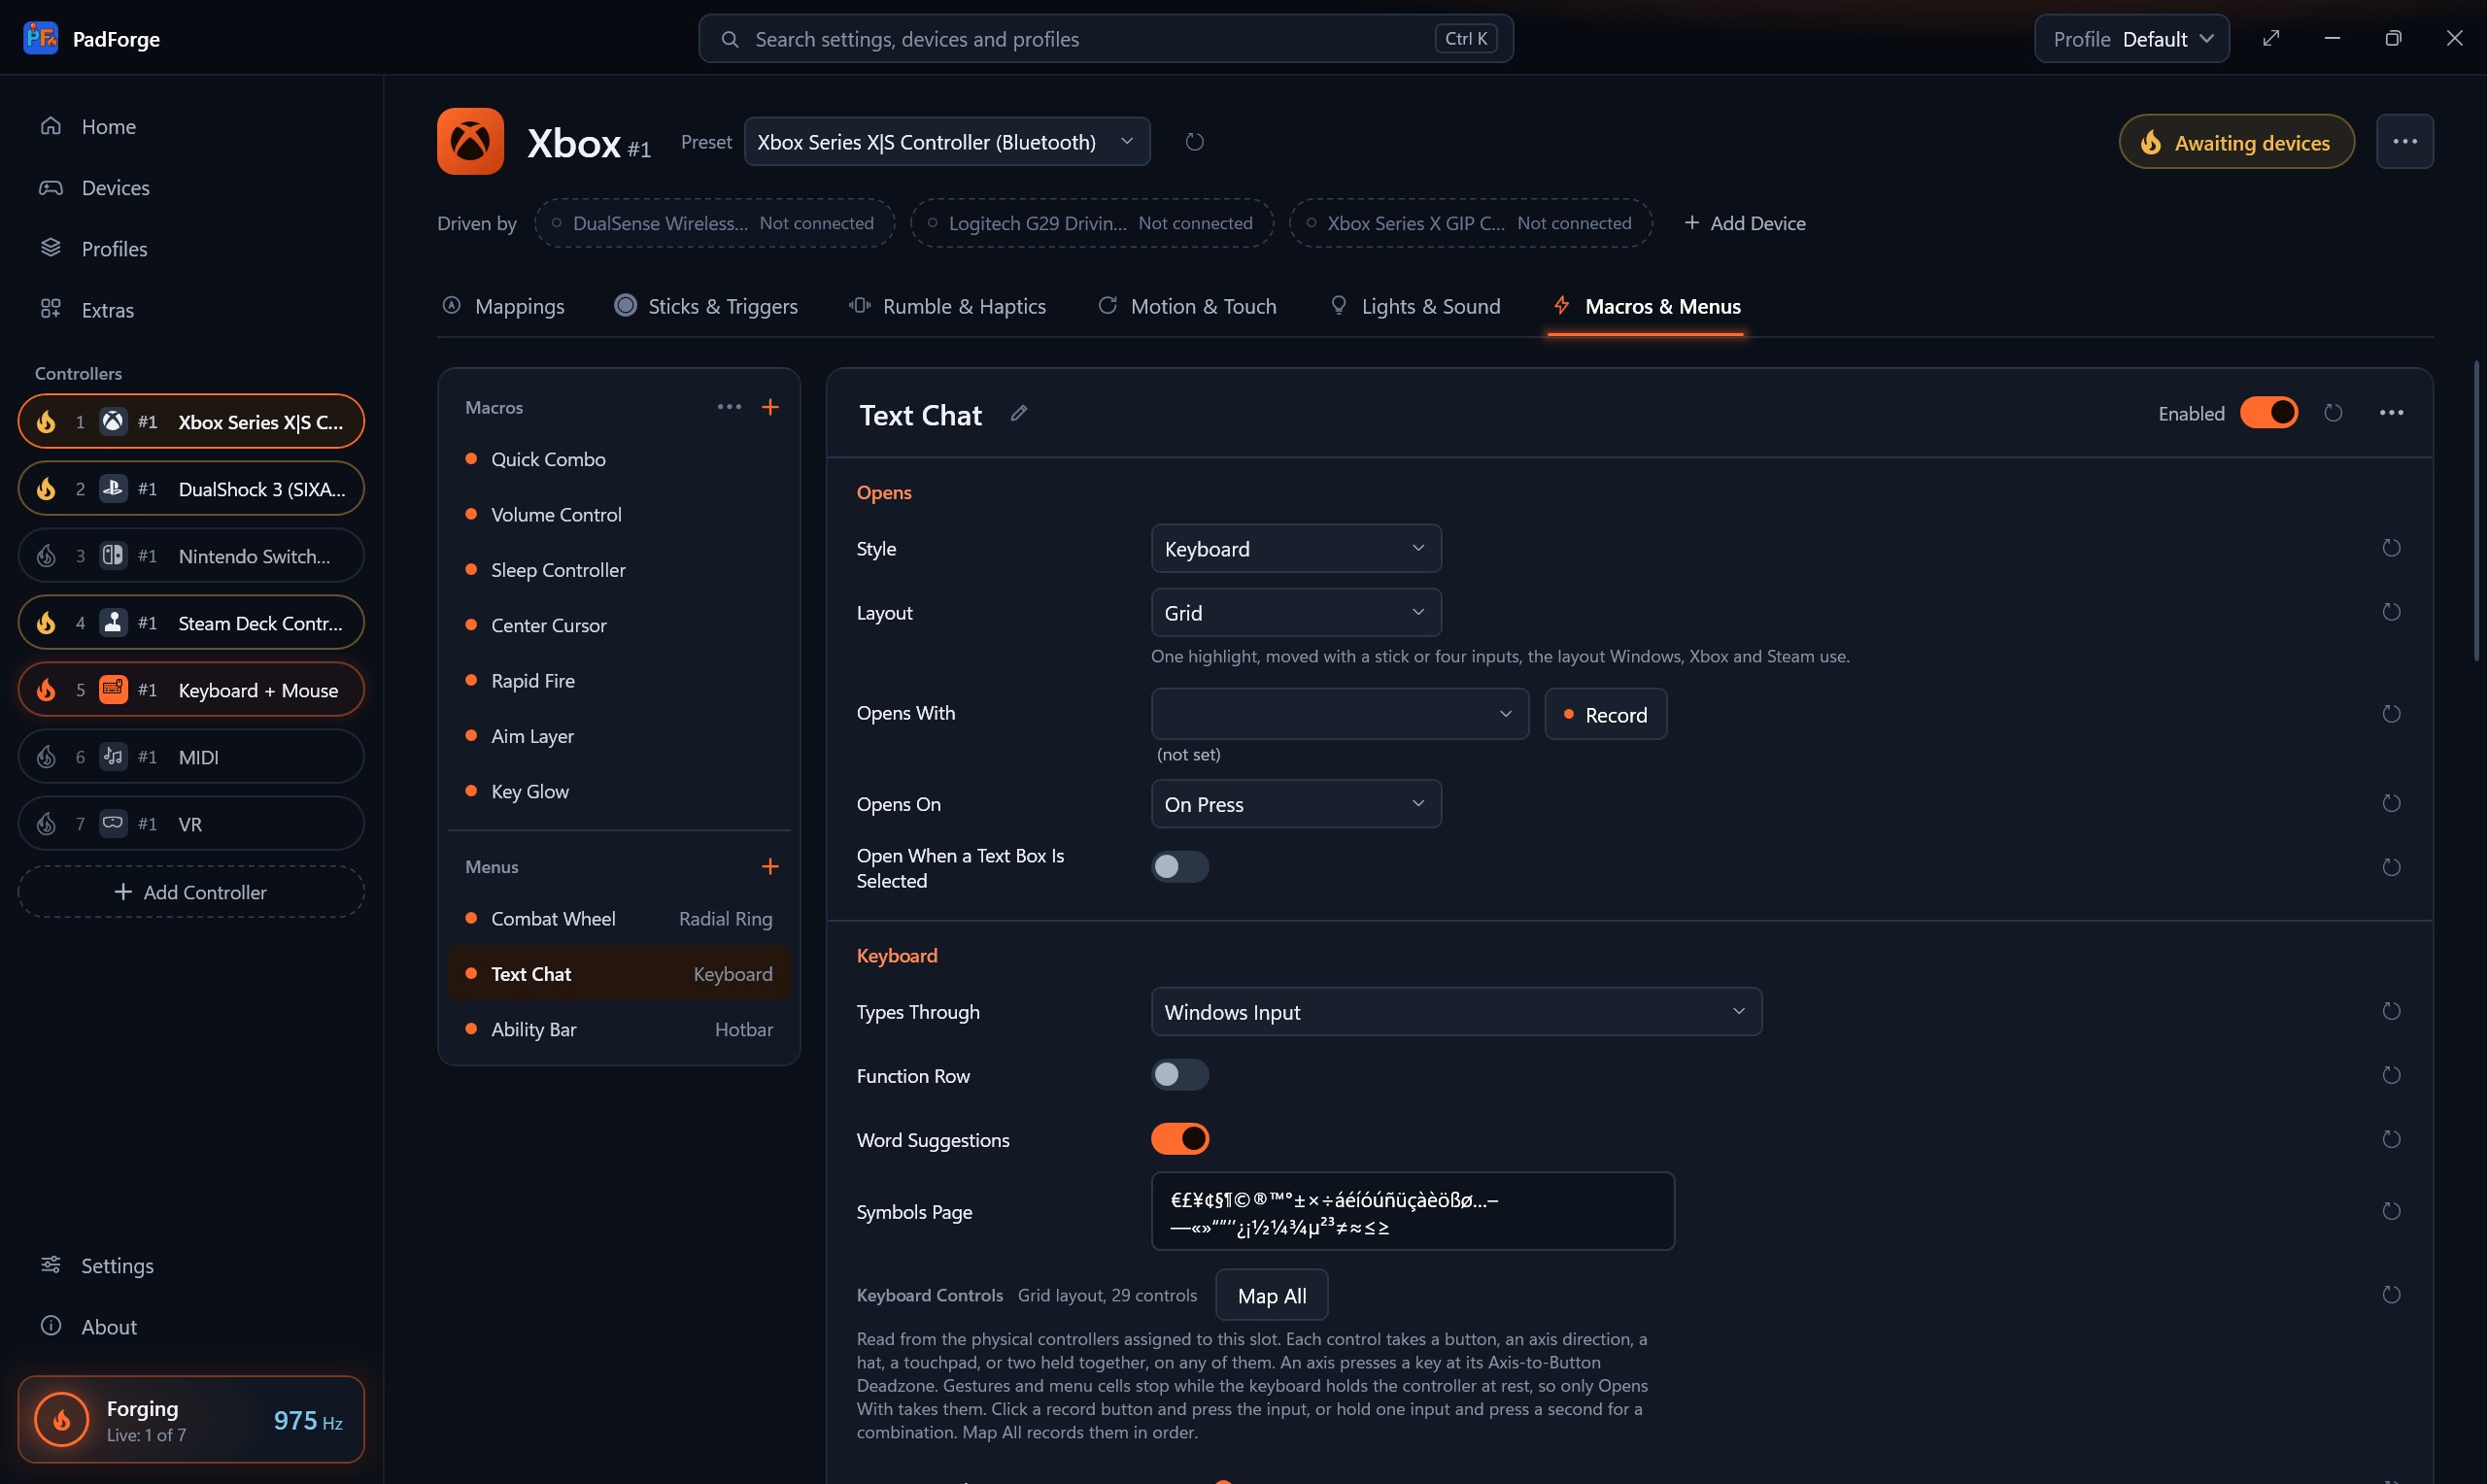 PadForge
Search settings, devices and profiles
Ctrl K
Profile Default
Home
Devices
Profiles
Extras
Controllers
1 #1 Xbox Series X|S C...
2 #1 DualShock 3 (SIXA...
3 #1 Nintendo Switch...
4 #1 Steam Deck Contr...
5 #1 Keyboard + Mouse
6 #1 MIDI
7 #1 VR
Add Controller
Settings
About
Forging
Live: 1 of 7
975 Hz
Xbox #1
Preset
Xbox Series X|S Controller (Bluetooth)
Awaiting devices
Driven by
DualSense Wireless... Not connected
Logitech G29 Drivin... Not connected
Xbox Series X GIP C... Not connected
Add Device
Mappings
Sticks & Triggers
Rumble & Haptics
Motion & Touch
Lights & Sound
Macros & Menus
Macros
Quick Combo
Volume Control
Sleep Controller
Center Cursor
Rapid Fire
Aim Layer
Key Glow
Menus
Combat Wheel Radial Ring
Text Chat Keyboard
Ability Bar Hotbar
Text Chat
Enabled
Opens
Style
Keyboard
Layout
Grid
One highlight, moved with a stick or four inputs, the layout Windows, Xbox and Steam use.
Opens With
Record
(not set)
Opens On
On Press
Open When a Text Box Is
Selected
Keyboard
Types Through
Windows Input
Function Row
Word Suggestions
Symbols Page
€£¥¢§¶©®™°±×÷áéíóúñüçàèößø…–
—«»“”‘’¿¡½¼¾µ²³≠≈≤≥
Keyboard Controls Grid layout, 29 controls
Map All
Read from the physical controllers assigned to this slot. Each control takes a button, an axis direction, a
hat, a touchpad, or two held together, on any of them. An axis presses a key at its Axis-to-Button
Deadzone. Gestures and menu cells stop while the keyboard holds the controller at rest, so only Opens
With takes them. Click a record button and press the input, or hold one input and press a second for a
combination. Map All records them in order.